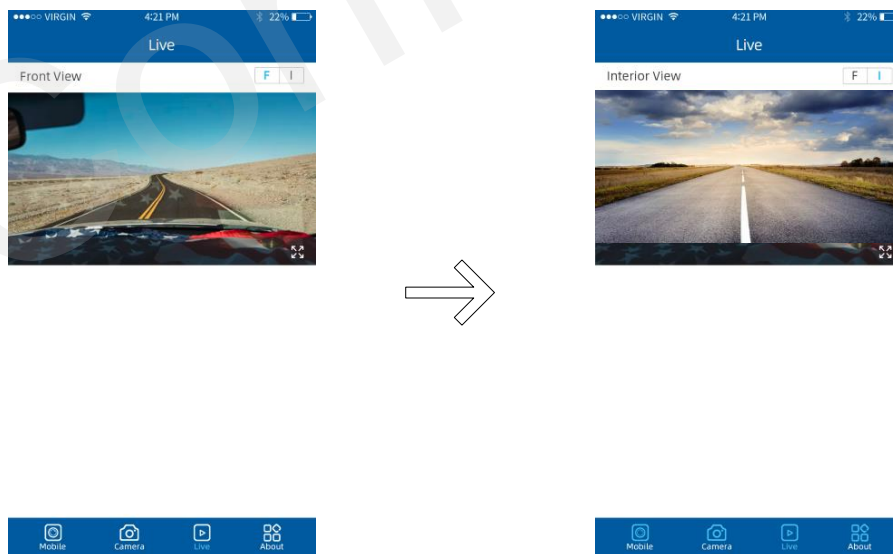 VIRGIN 4:21 PM 22%
Live
Front View F I
Mobile Camera Live About
VIRGIN 4:21 PM 22%
Live
Interior View F I
Mobile Camera Live About